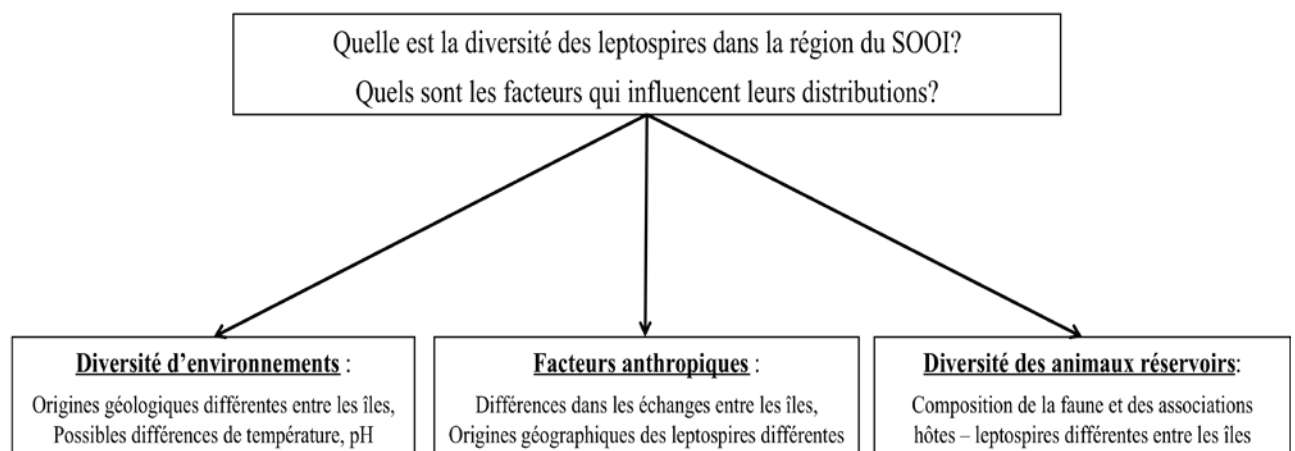 Quelle est la diversité des leptospires dans la région du SOOI?
Quels sont les facteurs qui influencent leurs distributions?
Diversité d'environnements :
Origines géologiques différentes entre les îles,
Possibles différences de température, pH
Facteurs anthropiques :
Différences dans les échanges entre les îles,
Origines géographiques des leptospires différentes
Diversité des animaux réservoirs:
Composition de la faune et des associations
hôtes – leptospires différentes entre les îles